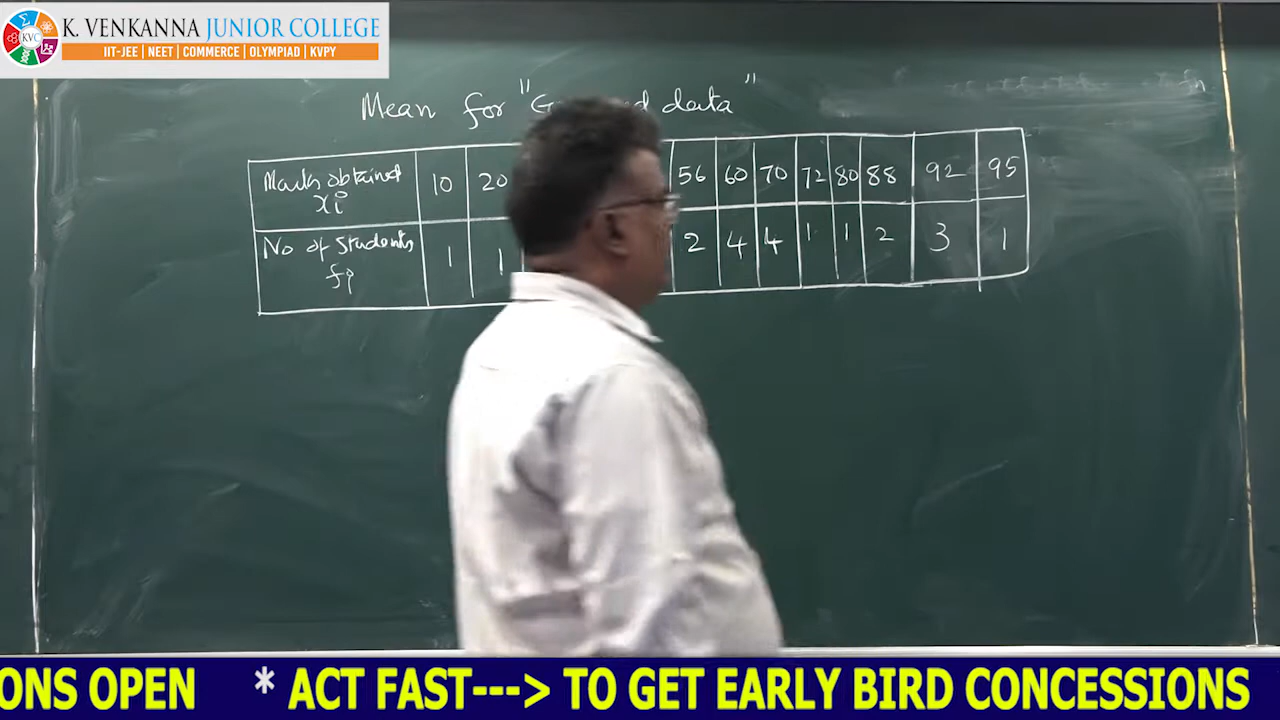 K. VENKANNA JUNIOR COLLEGE
KVC
IIT-JEE | NEET | COMMERCE | OLYMPIAD | KVPY
Mean for " data"
Marks obtained xi 10 20 56 60 70 72 80 88 92 95
No of Students fi 1 1 2 4 4 1 1 2 3 1
ONS OPEN * ACT FAST---> TO GET EARLY BIRD CONCESSIONS